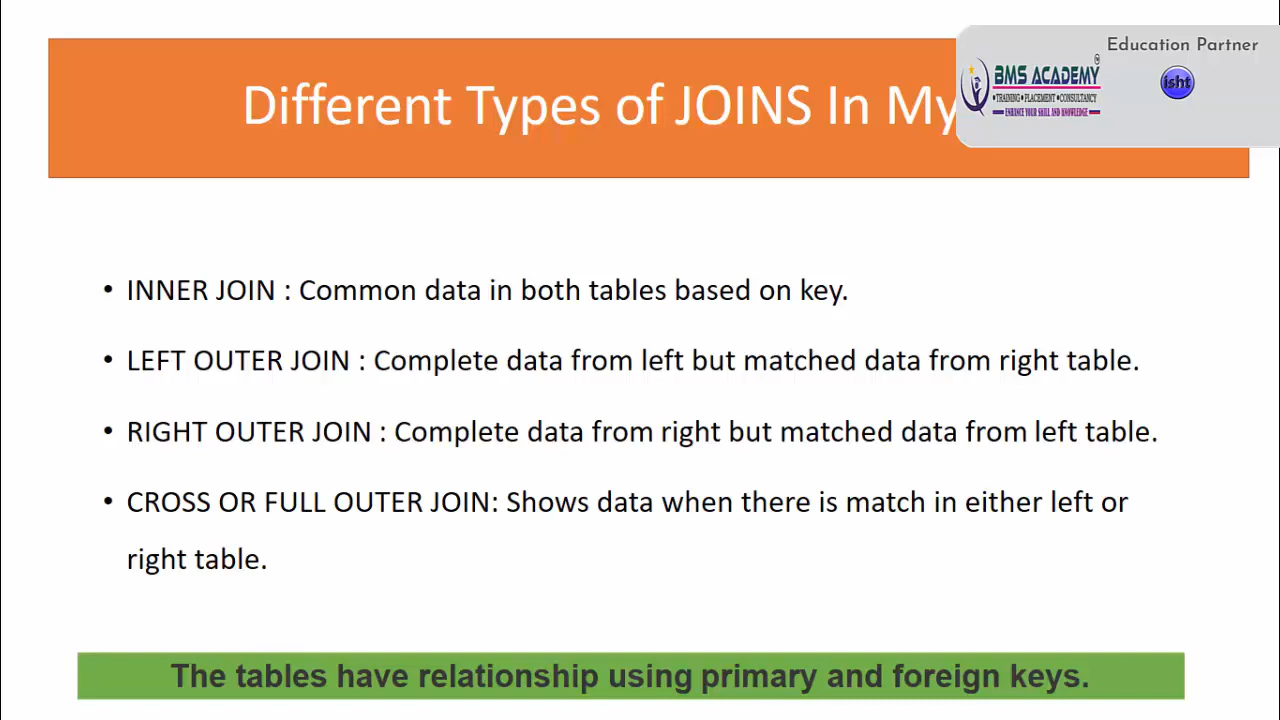 Education Partner
BMS ACADEMY
•TRAINING•PLACEMENT•CONSULTANCY
ENHANCE YOUR SKILL AND KNOWLEDGE
isht
Different Types of JOINS In My
• INNER JOIN : Common data in both tables based on key.
• LEFT OUTER JOIN : Complete data from left but matched data from right table.
• RIGHT OUTER JOIN : Complete data from right but matched data from left table.
• CROSS OR FULL OUTER JOIN: Shows data when there is match in either left or
right table.
The tables have relationship using primary and foreign keys.